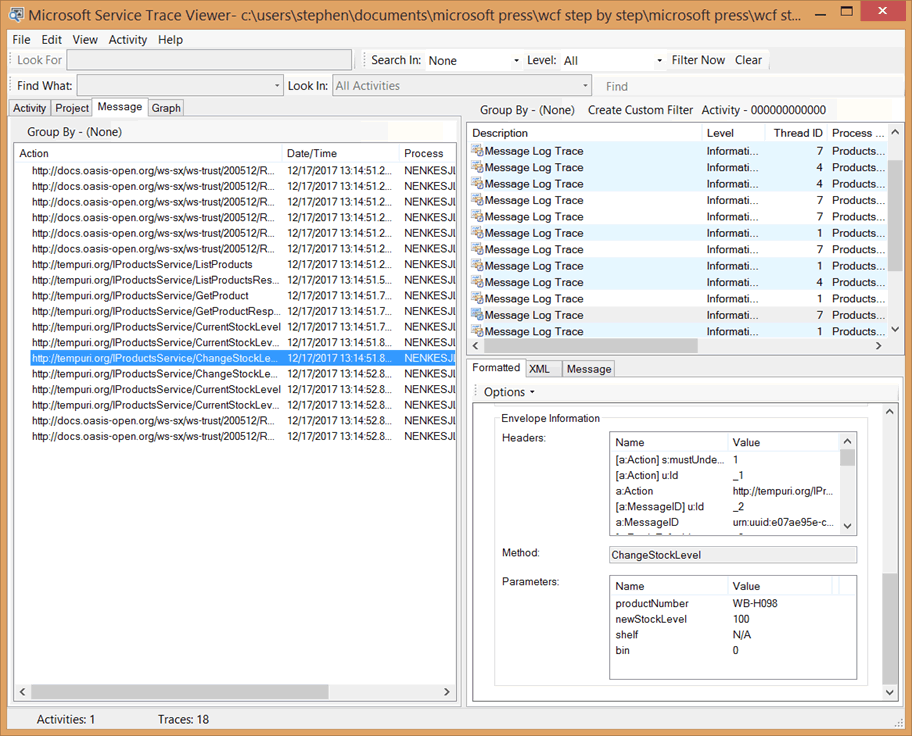 Microsoft Service Trace Viewer- c:\users\stephen\documents\microsoft press\wcf step by step\microsoft press\wcf st...
File Edit View Activity Help
Look For Search In: None Level: All Filter Now Clear
Find What: Look In: All Activities Find
Activity Project Message Graph
Group By - (None)
Action Date/Time Process
http://docs.oasis-open.org/ws-sx/ws-trust/200512/R... 12/17/2017 13:14:51.2... NENKESJL
http://docs.oasis-open.org/ws-sx/ws-trust/200512/R... 12/17/2017 13:14:51.2... NENKESJL
http://docs.oasis-open.org/ws-sx/ws-trust/200512/R... 12/17/2017 13:14:51.2... NENKESJL
http://docs.oasis-open.org/ws-sx/ws-trust/200512/R... 12/17/2017 13:14:51.2... NENKESJL
http://docs.oasis-open.org/ws-sx/ws-trust/200512/R... 12/17/2017 13:14:51.2... NENKESJL
http://docs.oasis-open.org/ws-sx/ws-trust/200512/R... 12/17/2017 13:14:51.2... NENKESJL
http://tempuri.org/IProductsService/ListProducts 12/17/2017 13:14:51.2... NENKESJL
http://tempuri.org/IProductsService/ListProductsRes... 12/17/2017 13:14:51.5... NENKESJL
http://tempuri.org/IProductsService/GetProduct 12/17/2017 13:14:51.7... NENKESJL
http://tempuri.org/IProductsService/GetProductResp... 12/17/2017 13:14:51.7... NENKESJL
http://tempuri.org/IProductsService/CurrentStockLevel 12/17/2017 13:14:51.7... NENKESJL
http://tempuri.org/IProductsService/CurrentStockLev... 12/17/2017 13:14:51.8... NENKESJL
http://tempuri.org/IProductsService/ChangeStockLe... 12/17/2017 13:14:51.8... NENKESJL
http://tempuri.org/IProductsService/ChangeStockLe... 12/17/2017 13:14:52.8... NENKESJL
http://tempuri.org/IProductsService/CurrentStockLevel 12/17/2017 13:14:52.8... NENKESJL
http://tempuri.org/IProductsService/CurrentStockLev... 12/17/2017 13:14:52.8... NENKESJL
http://docs.oasis-open.org/ws-sx/ws-trust/200512/R... 12/17/2017 13:14:52.8... NENKESJL
http://docs.oasis-open.org/ws-sx/ws-trust/200512/R... 12/17/2017 13:14:52.8... NENKESJL
Group By - (None) Create Custom Filter Activity - 000000000000
Description Level Thread ID Process ...
Message Log Trace Informati... 7 Products...
Message Log Trace Informati... 4 Products...
Message Log Trace Informati... 4 Products...
Message Log Trace Informati... 7 Products...
Message Log Trace Informati... 7 Products...
Message Log Trace Informati... 1 Products...
Message Log Trace Informati... 7 Products...
Message Log Trace Informati... 1 Products...
Message Log Trace Informati... 4 Products...
Message Log Trace Informati... 1 Products...
Message Log Trace Informati... 7 Products...
Message Log Trace Informati... 1 Products...
Formatted XML Message
Options
Envelope Information
Headers:
Name Value
[a:Action] s:mustUnde... 1
[a:Action] u:Id _1
a:Action http://tempuri.org/IPr...
[a:MessageID] u:Id _2
a:MessageID urn:uuid:e07ae95e-c...
Method: ChangeStockLevel
Parameters:
Name Value
productNumber WB-H098
newStockLevel 100
shelf N/A
bin 0
Activities: 1 Traces: 18